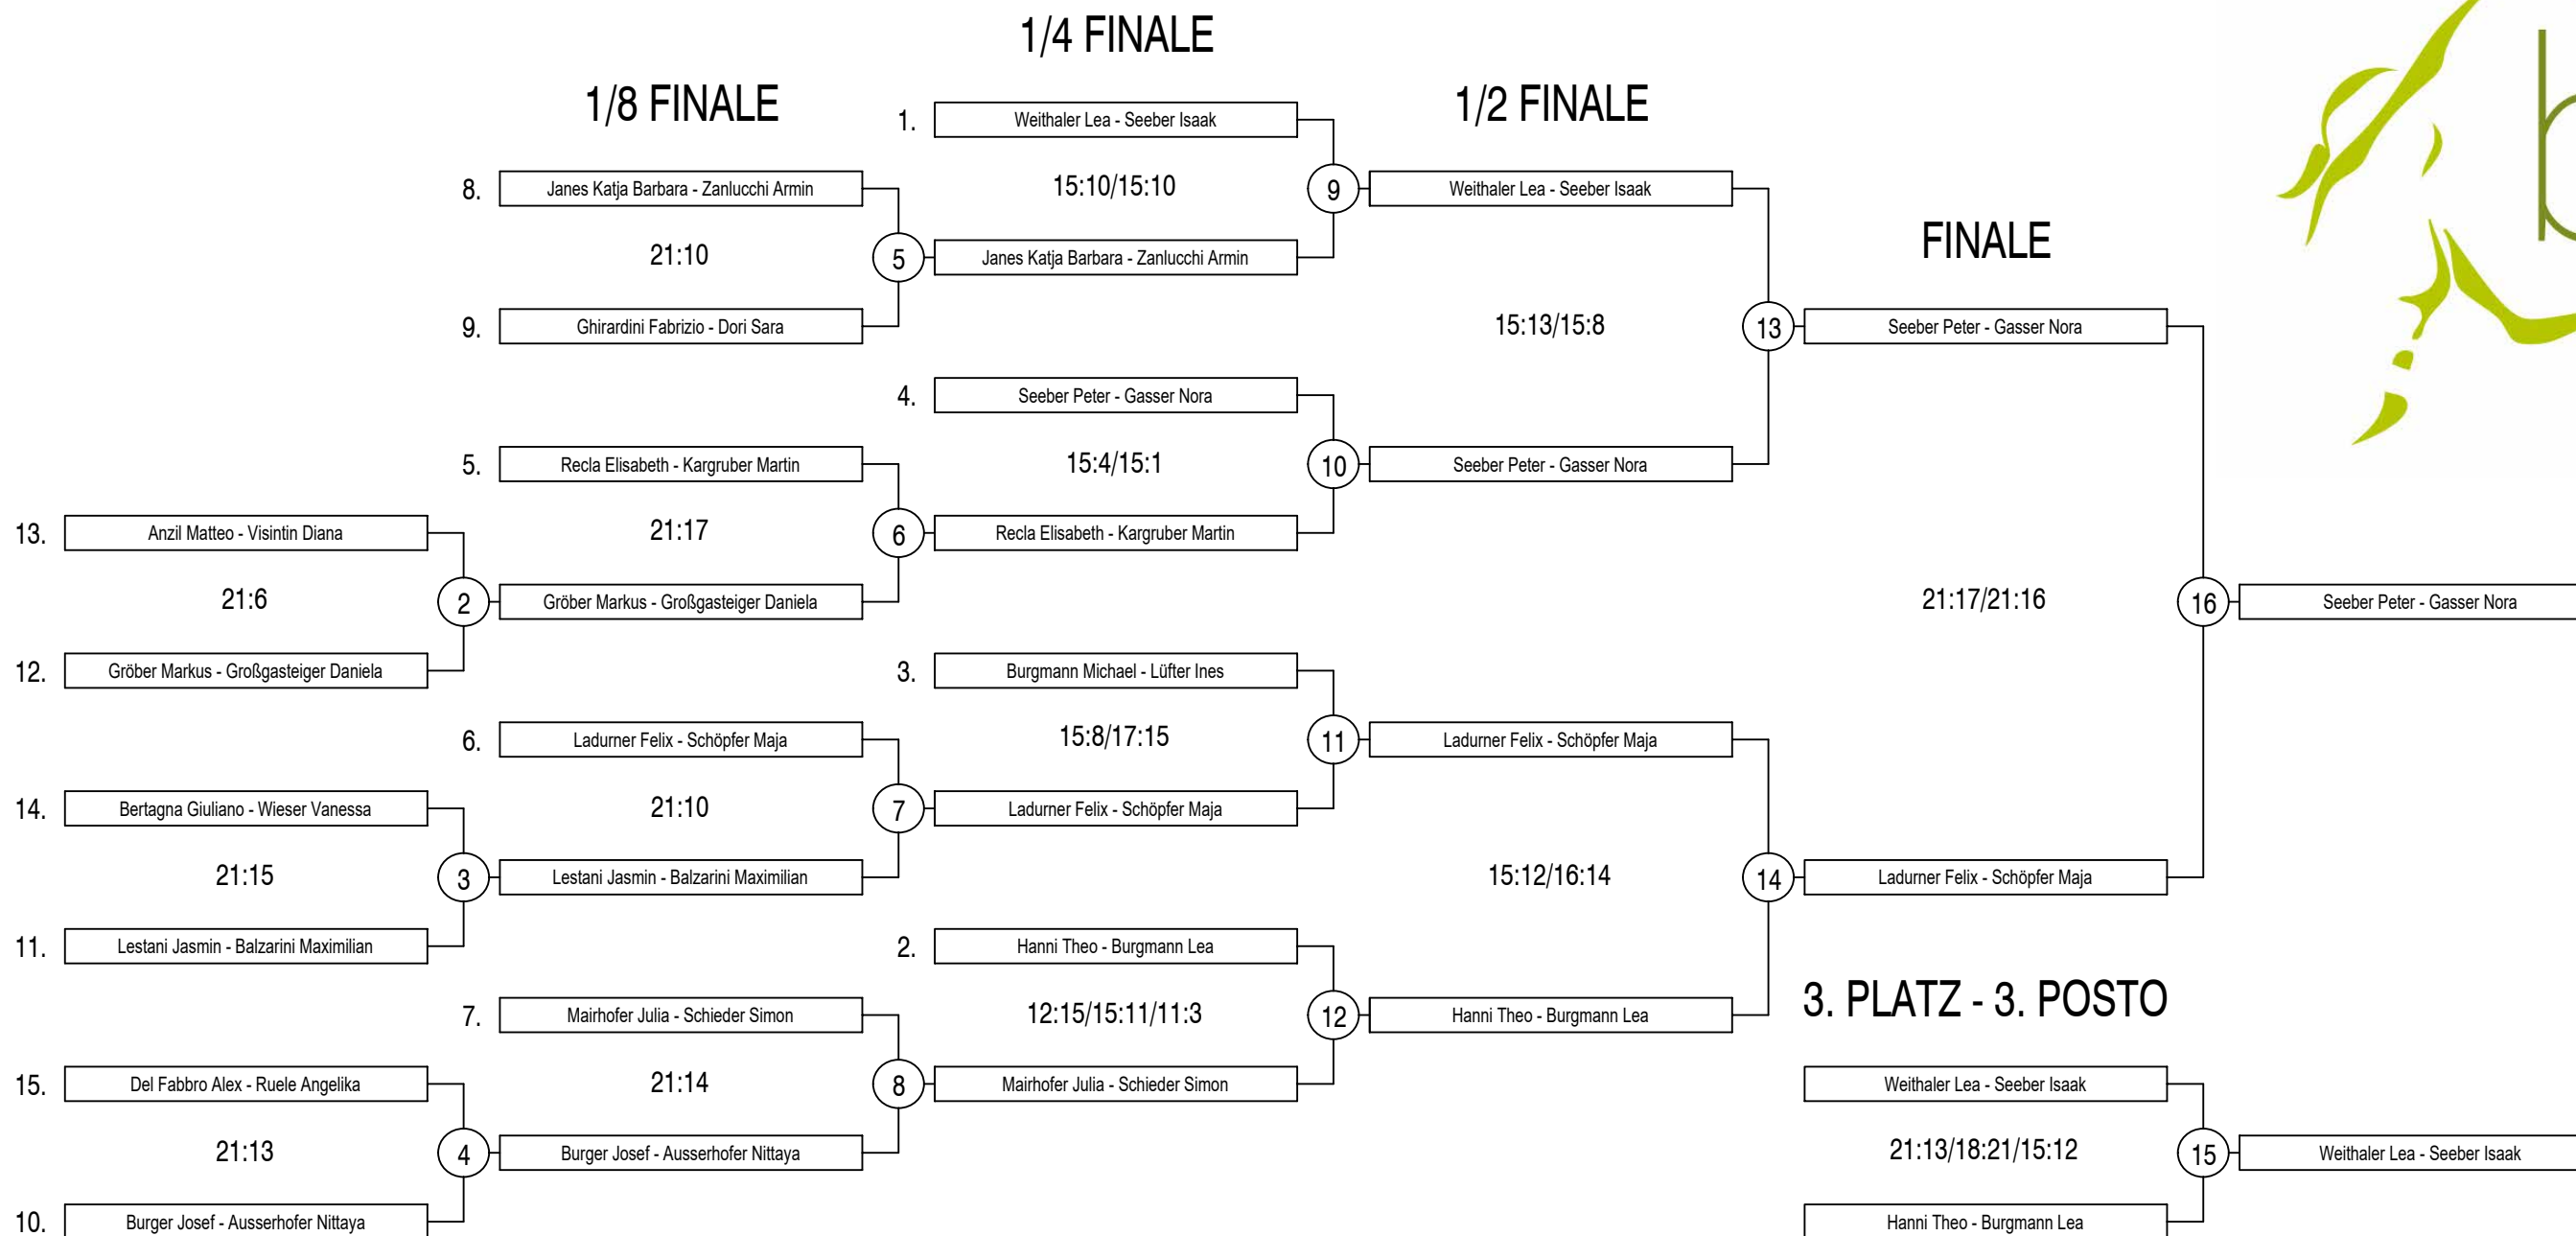 1/4 FINALE
1/8 FINALE
1/2 FINALE
1. Weithaler Lea - Seeber Isaak
8. Janes Katja Barbara - Zanlucchi Armin
15:10/15:10
9
Weithaler Lea - Seeber Isaak
FINALE
21:10
5
Janes Katja Barbara - Zanlucchi Armin
9. Ghirardini Fabrizio - Dori Sara
15:13/15:8
13
Seeber Peter - Gasser Nora
4. Seeber Peter - Gasser Nora
5. Recla Elisabeth - Kargruber Martin
15:4/15:1
10
Seeber Peter - Gasser Nora
13. Anzil Matteo - Visintin Diana
21:17
6
Recla Elisabeth - Kargruber Martin
21:6
2
Gröber Markus - Großgasteiger Daniela
21:17/21:16
16
Seeber Peter - Gasser Nora
12. Gröber Markus - Großgasteiger Daniela
3. Burgmann Michael - Lüfter Ines
6. Ladurner Felix - Schöpfer Maja
15:8/17:15
11
Ladurner Felix - Schöpfer Maja
14. Bertagna Giuliano - Wieser Vanessa
21:10
7
Ladurner Felix - Schöpfer Maja
21:15
3
Lestani Jasmin - Balzarini Maximilian
15:12/16:14
14
Ladurner Felix - Schöpfer Maja
11. Lestani Jasmin - Balzarini Maximilian
2. Hanni Theo - Burgmann Lea
3. PLATZ - 3. POSTO
7. Mairhofer Julia - Schieder Simon
12:15/15:11/11:3
12
Hanni Theo - Burgmann Lea
15. Del Fabbro Alex - Ruele Angelika
21:14
8
Mairhofer Julia - Schieder Simon
Weithaler Lea - Seeber Isaak
21:13
4
Burger Josef - Ausserhofer Nittaya
21:13/18:21/15:12
15
Weithaler Lea - Seeber Isaak
10. Burger Josef - Ausserhofer Nittaya
Hanni Theo - Burgmann Lea